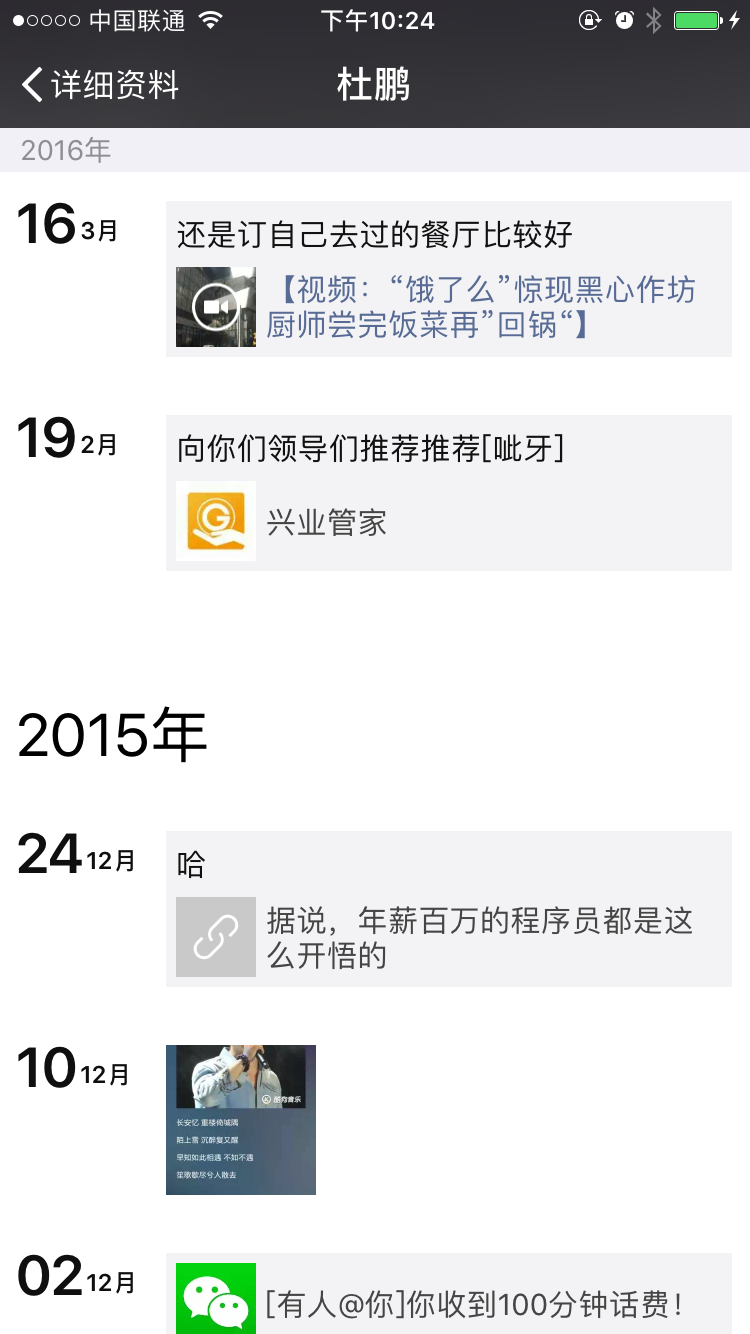 中国联通
下午10:24
详细资料
杜鹏
2016年
16 3月
还是订自己去过的餐厅比较好
【视频：“饿了么”惊现黑心作坊
厨师尝完饭菜再”回锅“】
19 2月
向你们领导们推荐推荐[呲牙]
兴业管家
2015年
24 12月
哈
据说，年薪百万的程序员都是这
么开悟的
10 12月
酷狗音乐
长安忆 重楼倚城隅
陌上雪 沉醉复又醒
早知如此相遇 不如不遇
笙歌歇尽兮人散去
02 12月
[有人@你]你收到100分钟话费！